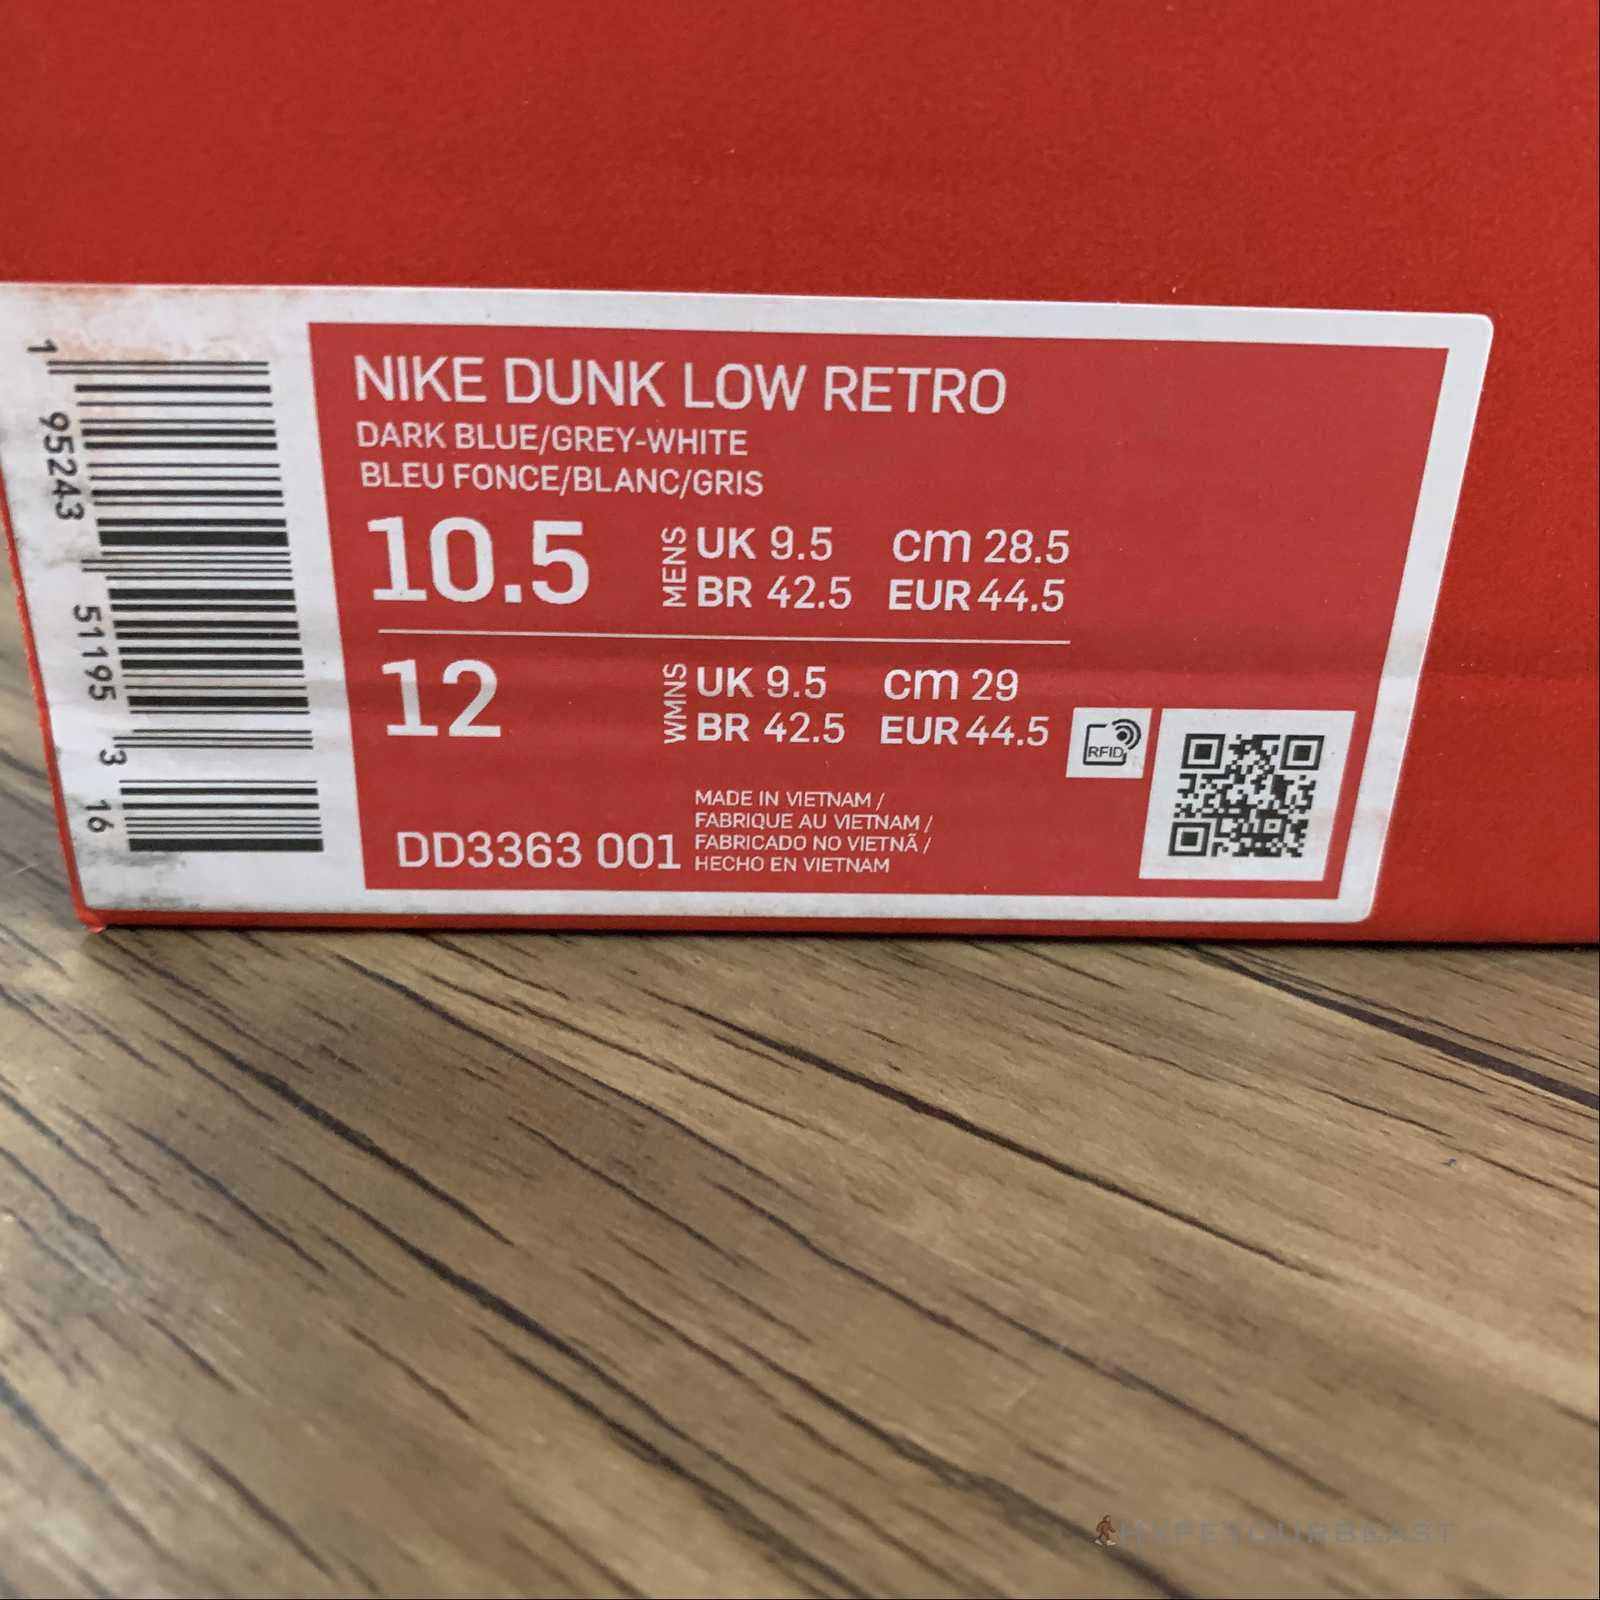 1 95243 51195 3 16
NIKE DUNK LOW RETRO
DARK BLUE/GREY-WHITE
BLEU FONCE/BLANC/GRIS
10.5 MENS UK 9.5 cm 28.5
BR 42.5 EUR 44.5
12 WMNS UK 9.5 cm 29
BR 42.5 EUR 44.5
RFID
DD3363 001
MADE IN VIETNAM /
FABRIQUE AU VIETNAM /
FABRICADO NO VIETNÃ /
HECHO EN VIETNAM
HYPETOURBEAST